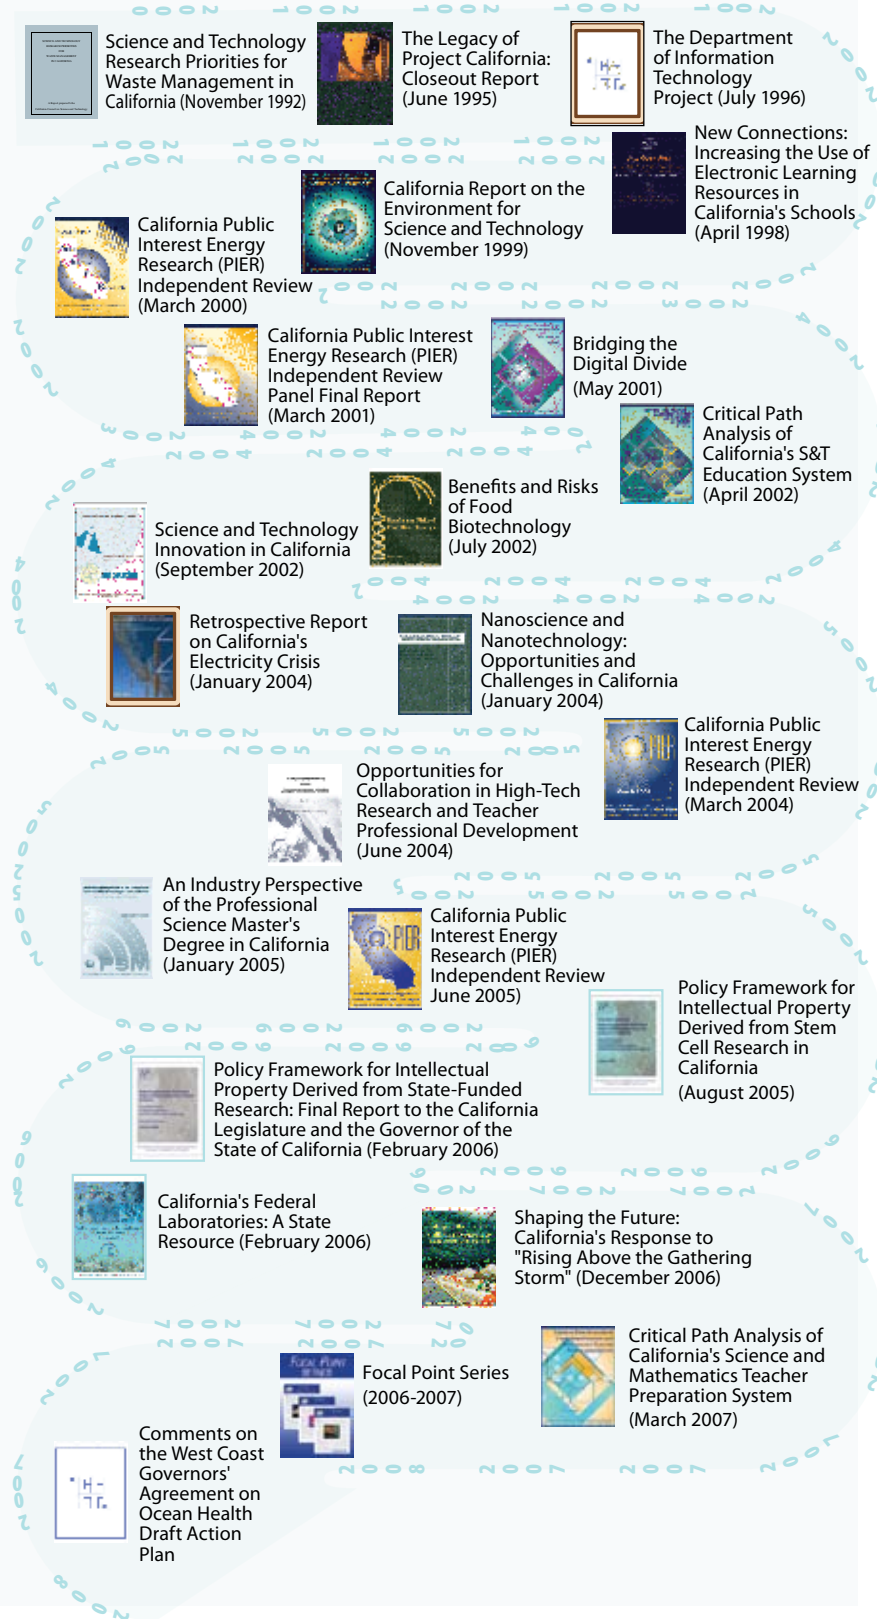 Science and Technology
Research Priorities for
Waste Management in
California (November 1992)
The Legacy of
Project California:
Closeout Report
(June 1995)
The Department
of Information
Technology
Project (July 1996)
New Connections:
Increasing the Use of
Electronic Learning
Resources in
California's Schools
(April 1998)
California Report on the
Environment for
Science and Technology
(November 1999)
California Public
Interest Energy
Research (PIER)
Independent Review
(March 2000)
California Public Interest
Energy Research (PIER)
Independent Review
Panel Final Report
(March 2001)
Bridging the
Digital Divide
(May 2001)
Critical Path
Analysis of
California's S&T
Education System
(April 2002)
Benefits and Risks
of Food
Biotechnology
(July 2002)
Science and Technology
Innovation in California
(September 2002)
Retrospective Report
on California's
Electricity Crisis
(January 2004)
Nanoscience and
Nanotechnology:
Opportunities and
Challenges in California
(January 2004)
California Public
Interest Energy
Research (PIER)
Independent Review
(March 2004)
PIER
Opportunities for
Collaboration in High-Tech
Research and Teacher
Professional Development
(June 2004)
An Industry Perspective
of the Professional
Science Master's
Degree in California
(January 2005)
PSM
California Public
Interest Energy
Research (PIER)
Independent Review
June 2005)
PIER
Policy Framework for
Intellectual Property
Derived from Stem
Cell Research in
California
(August 2005)
Policy Framework for Intellectual
Property Derived from State-Funded
Research: Final Report to the California
Legislature and the Governor of the
State of California (February 2006)
California's Federal
Laboratories: A State
Resource (February 2006)
Shaping the Future:
California's Response to
"Rising Above the Gathering
Storm" (December 2006)
Critical Path Analysis of
California's Science and
Mathematics Teacher
Preparation System
(March 2007)
Focal Point Series
(2006-2007)
Comments on
the West Coast
Governors'
Agreement on
Ocean Health
Draft Action
Plan